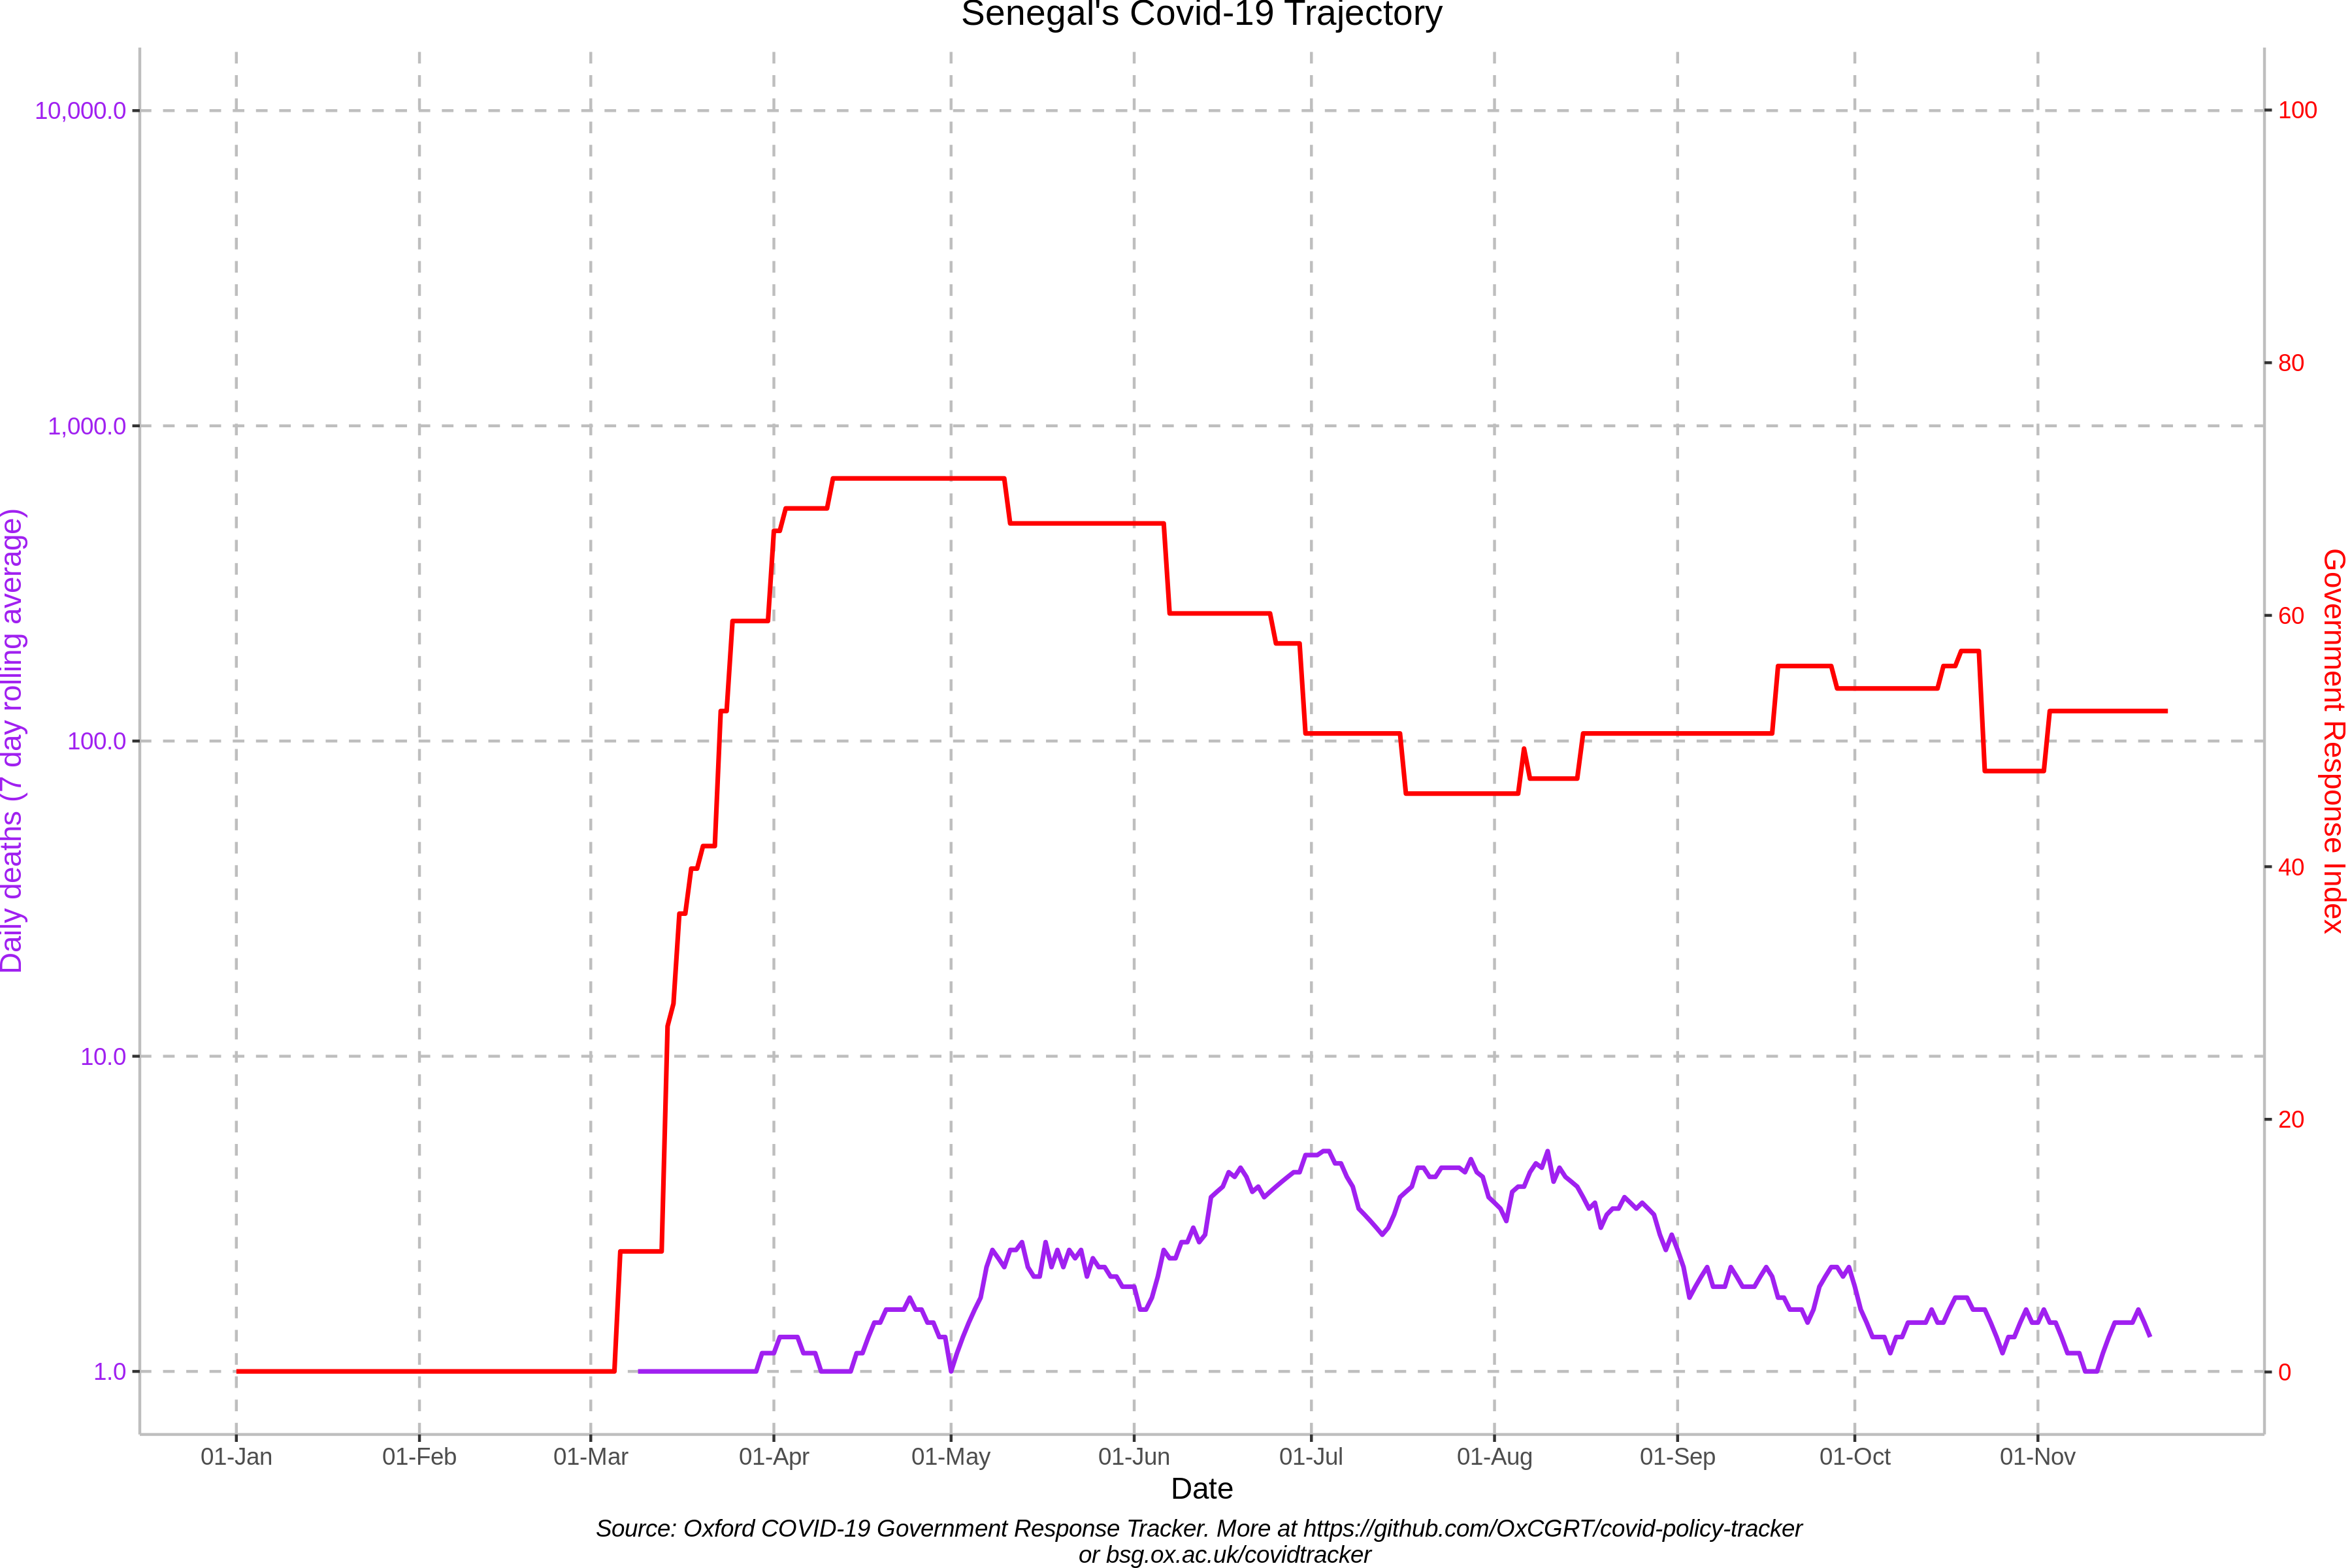 Senegal's Covid-19 Trajectory
10,000.0
1,000.0
100.0
10.0
1.0
Daily deaths (7 day rolling average)
100
80
60
40
20
0
Government Response Index
01-Jan
01-Feb
01-Mar
01-Apr
01-May
01-Jun
01-Jul
01-Aug
01-Sep
01-Oct
01-Nov
Date
Source: Oxford COVID-19 Government Response Tracker. More at https://github.com/OxCGRT/covid-policy-tracker
or bsg.ox.ac.uk/covidtracker